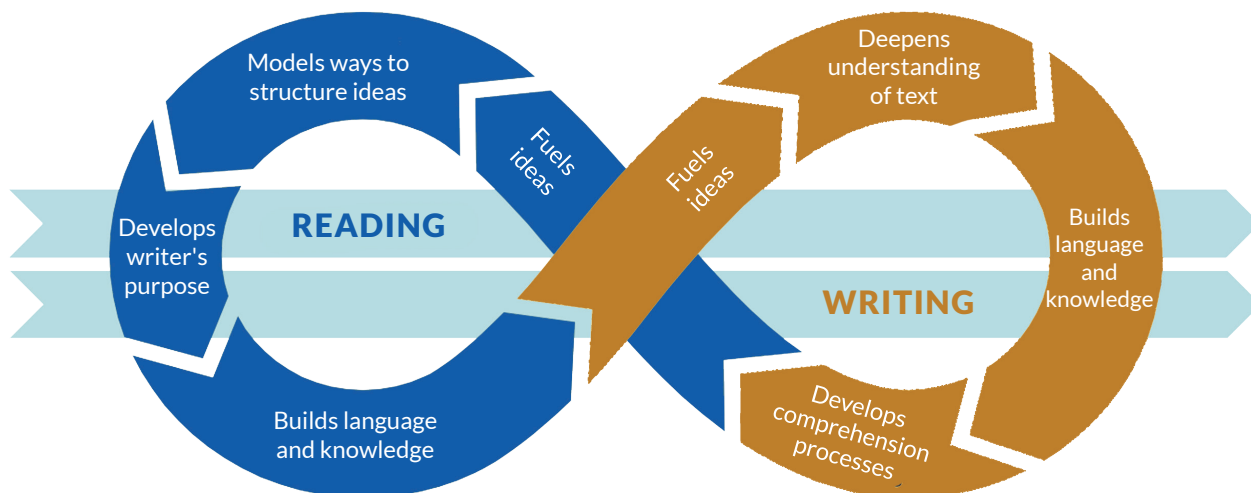 Models ways to
structure ideas
Fuels
ideas
READING
Develops
writer's
purpose
Builds language
and knowledge
Fuels
ideas
Deepens
understanding
of text
Builds
language
and
knowledge
WRITING
Develops
comprehension
processes